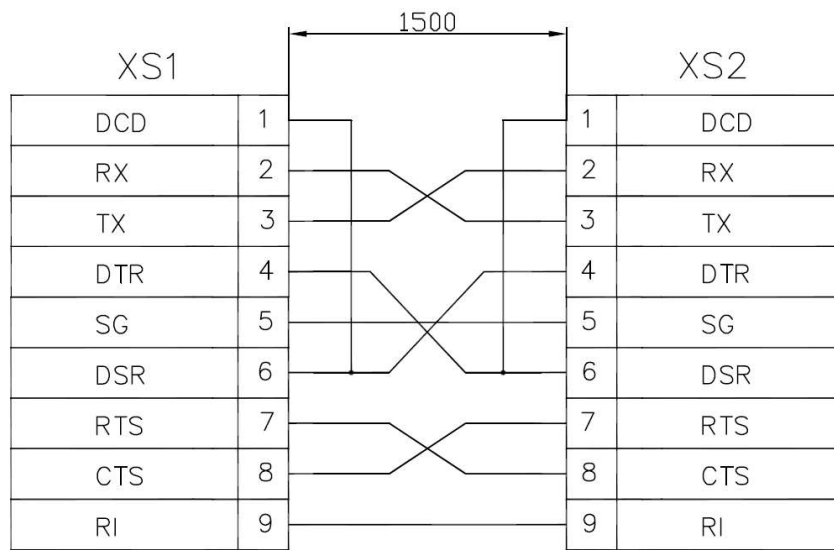 1500
XS1 XS2
DCD 1 1 DCD
RX 2 2 RX
TX 3 3 TX
DTR 4 4 DTR
SG 5 5 SG
DSR 6 6 DSR
RTS 7 7 RTS
CTS 8 8 CTS
RI 9 9 RI